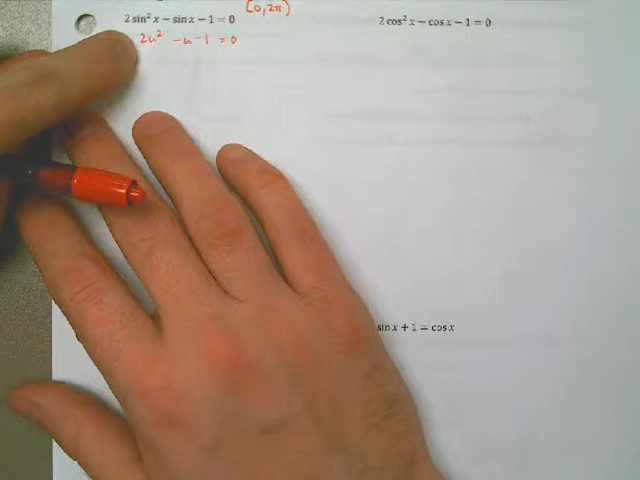 2 sin² x − sin x − 1 = 0 [0, 2π)
2u² − u − 1 = 0
2 cos² x − cos x − 1 = 0
sin x + 1 = cos x